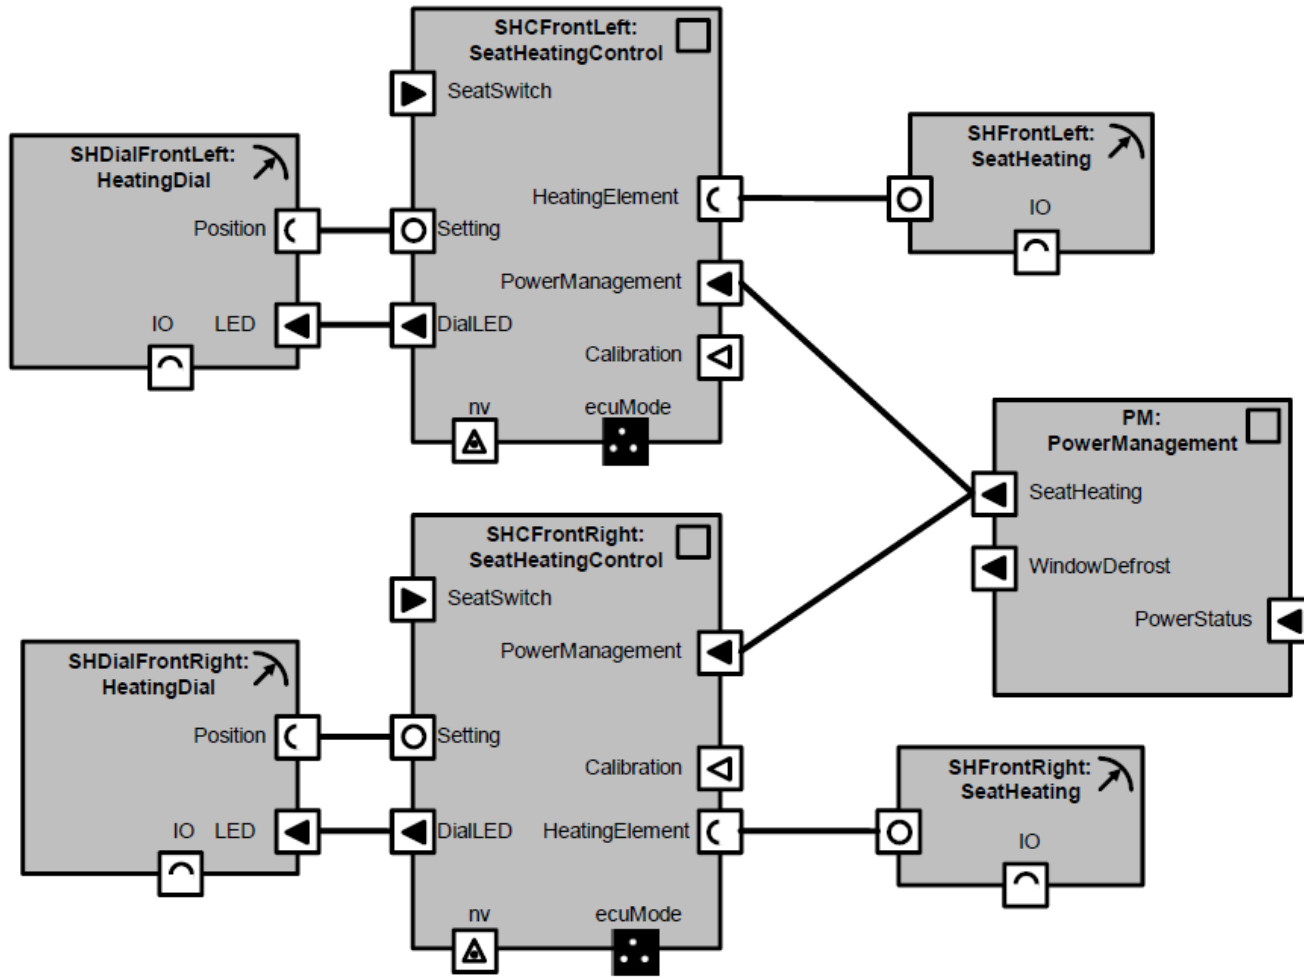 SHCFrontLeft:
SeatHeatingControl
SeatSwitch
HeatingElement
Setting
PowerManagement
DialLED
Calibration
nv
ecuMode
SHDialFrontLeft:
HeatingDial
Position
IO
LED
SHFrontLeft:
SeatHeating
IO
PM:
PowerManagement
SeatHeating
WindowDefrost
PowerStatus
SHCFrontRight:
SeatHeatingControl
SeatSwitch
PowerManagement
Setting
Calibration
DialLED
HeatingElement
nv
ecuMode
SHDialFrontRight:
HeatingDial
Position
IO
LED
SHFrontRight:
SeatHeating
IO